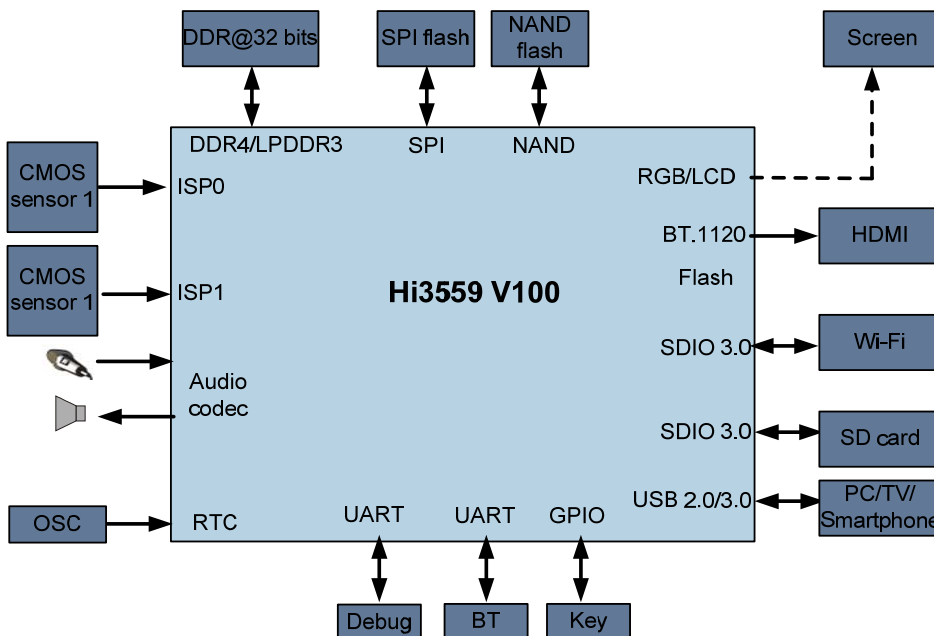 DDR@32 bits
SPI flash
NAND
flash
Screen
DDR4/LPDDR3
SPI
NAND
CMOS
sensor 1
ISP0
RGB/LCD
BT.1120
HDMI
Flash
CMOS
sensor 1
ISP1
Hi3559 V100
SDIO 3.0
Wi-Fi
Audio
codec
SDIO 3.0
SD card
USB 2.0/3.0
PC/TV/
Smartphone
OSC
RTC
UART
UART
GPIO
Debug
BT
Key